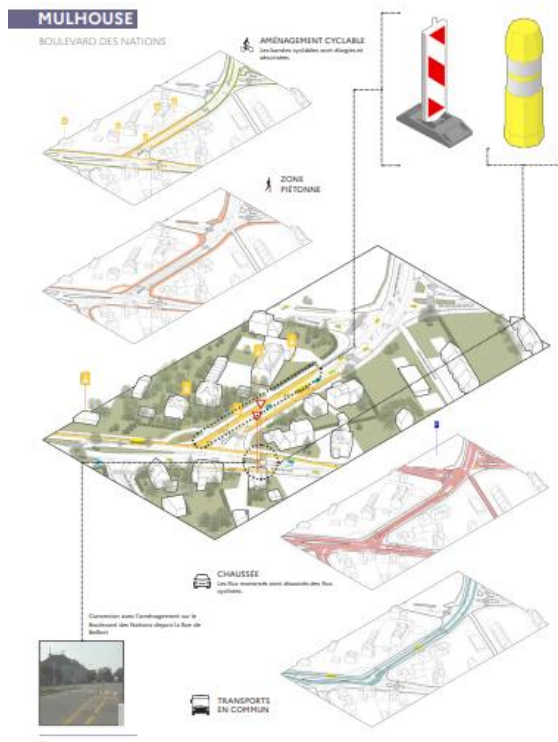 MULHOUSE
BOULEVARD DES NATIONS
AMÉNAGEMENT CYCLABLE
Les bandes cyclables sont élargies et
sécurisées.
ZONE
PIÉTONNE
CHAUSSÉE
Les flux motorisés sont dissociés des flux
cyclistes.
Connexion avec l'aménagement sur le
Boulevard des Nations depuis la Rue de
Belfort
TRANSPORTS
EN COMMUN